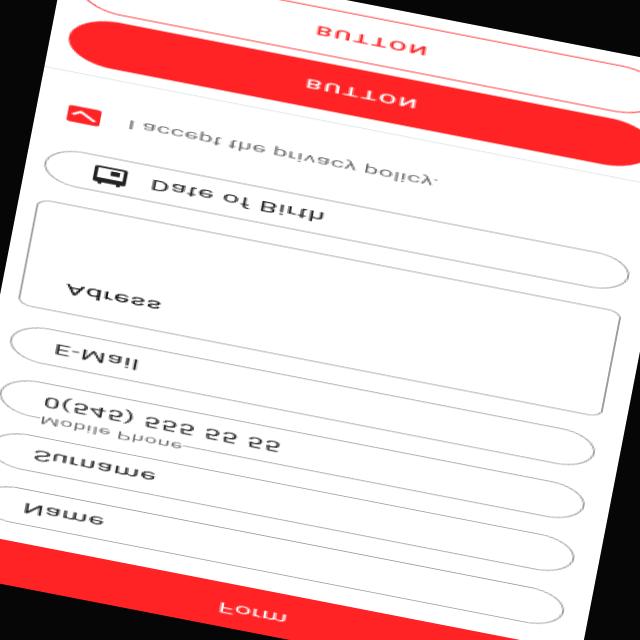 Form
Name
Surname
Mobile Phone
0(545) 555 55 55
E-Mail
Adress
Date of Birth
I accept the privacy policy.
BUTTON
BUTTON